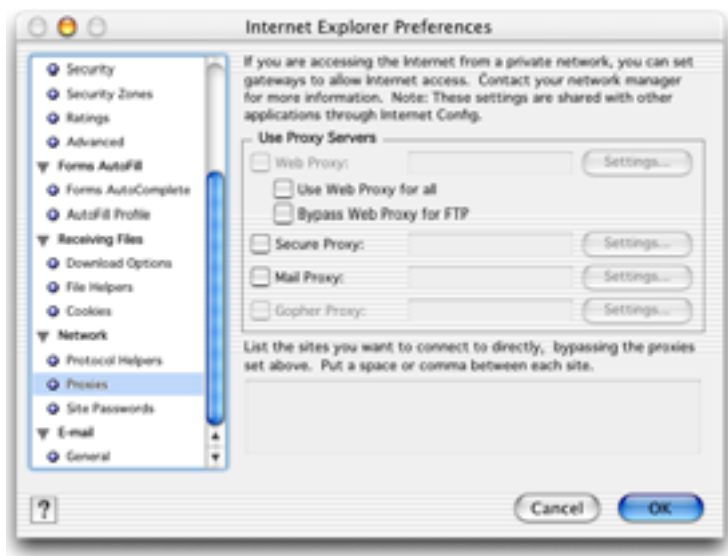 Internet Explorer Preferences
Security
Security Zones
Ratings
Advanced
Forms AutoFill
Forms AutoComplete
AutoFill Profile
Receiving Files
Download Options
File Helpers
Cookies
Network
Protocol Helpers
Proxies
Site Passwords
E-mail
General
If you are accessing the Internet from a private network, you can set
gateways to allow Internet access. Contact your network manager
for more information. Note: These settings are shared with other
applications through Internet Config.
Use Proxy Servers
Web Proxy: Settings...
Use Web Proxy for all
Bypass Web Proxy for FTP
Secure Proxy: Settings...
Mail Proxy: Settings...
Gopher Proxy: Settings...
List the sites you want to connect to directly, bypassing the proxies
set above. Put a space or comma between each site.
?
Cancel OK